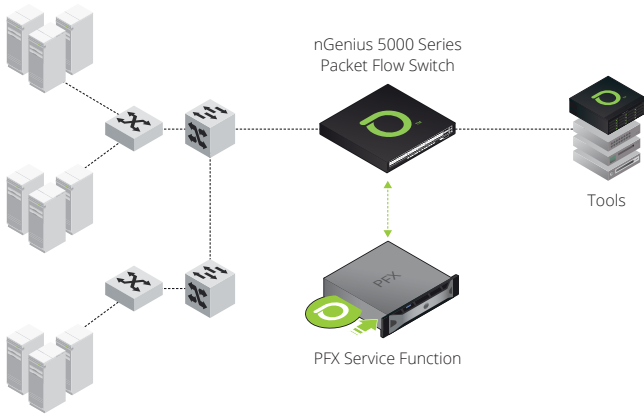 nGenius 5000 Series
Packet Flow Switch
Tools
PFX
PFX Service Function